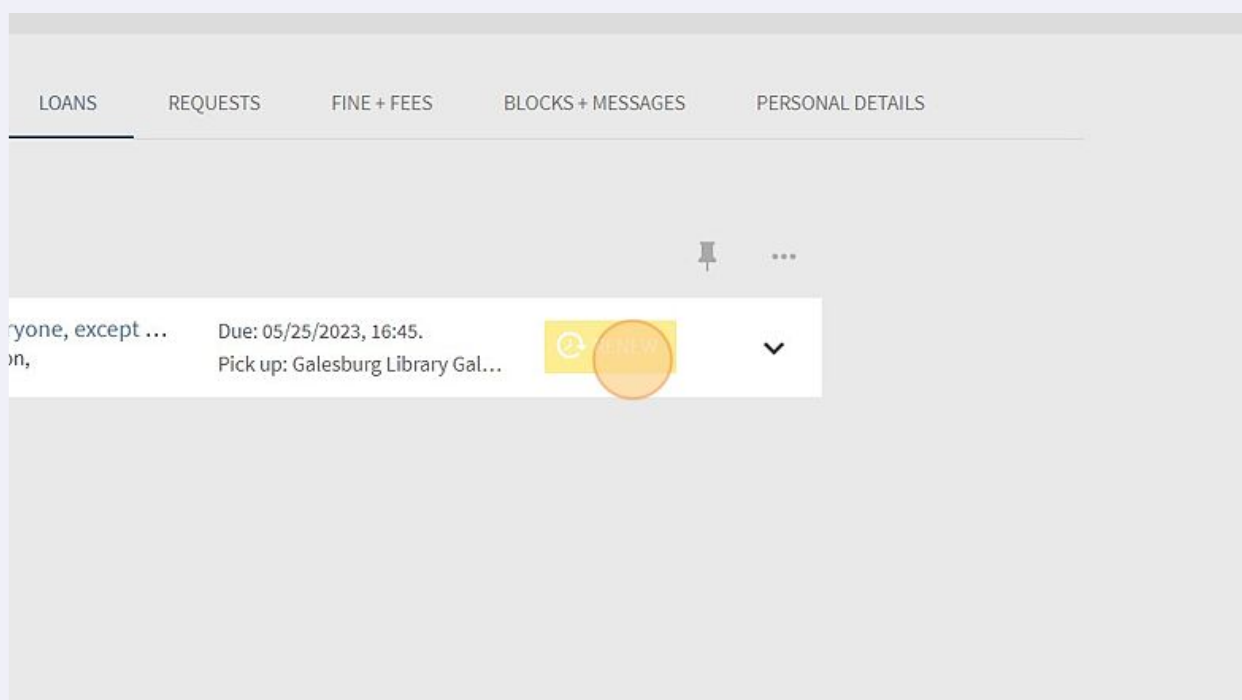 LOANS REQUESTS FINE + FEES BLOCKS + MESSAGES PERSONAL DETAILS
ryone, except ...
on,
Due: 05/25/2023, 16:45.
Pick up: Galesburg Library Gal...
RENEW